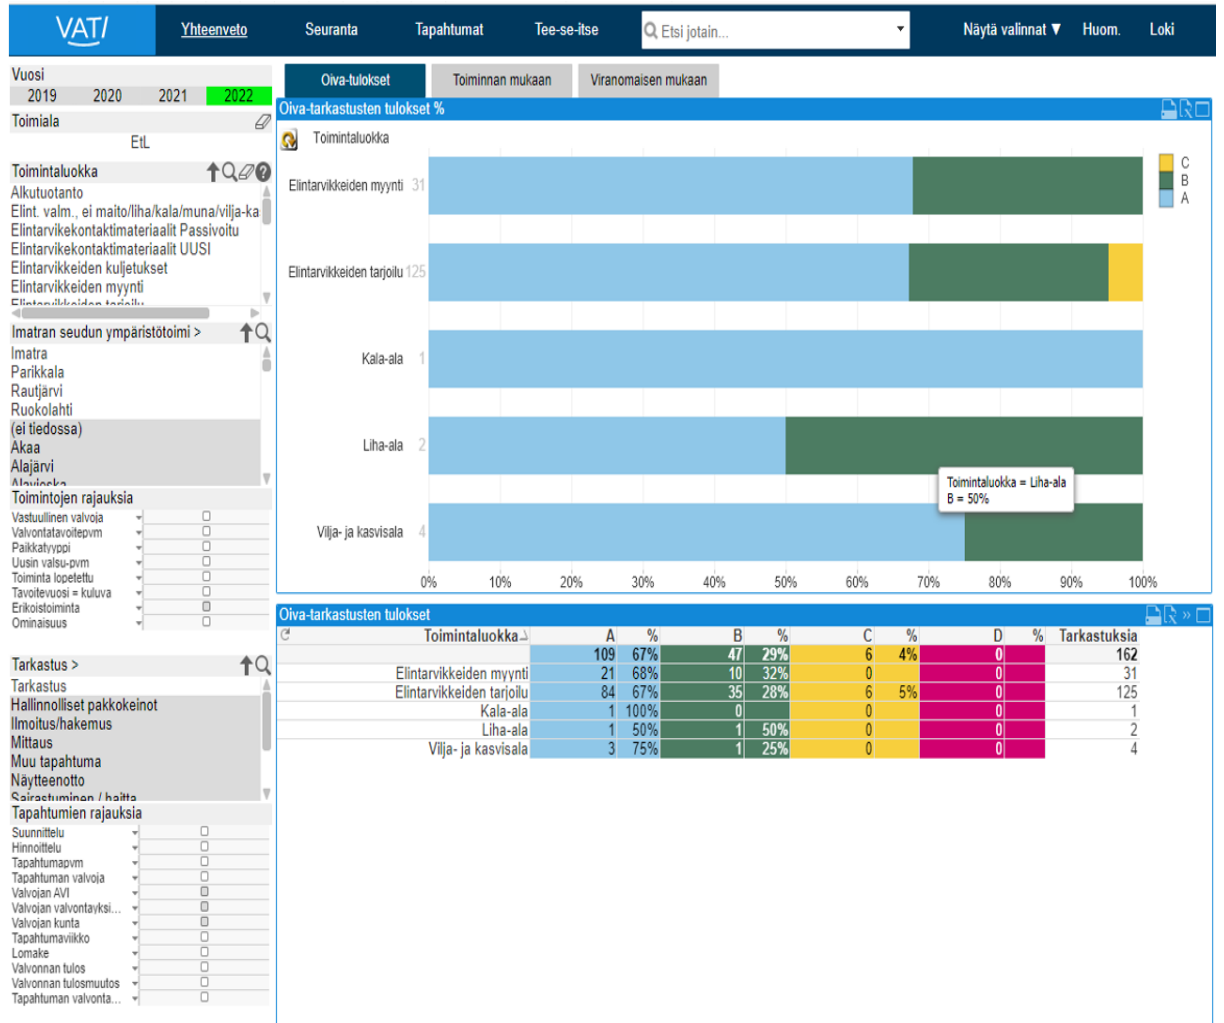 VATI Yhteenveto Seuranta Tapahtumat Tee-se-itse Etsi jotain... Näytä valinnat ▼ Huom. Loki
Vuosi
2019 2020 2021 2022
Toimiala
EtL
Toimintaluokka
Alkutuotanto
Elint. valm., ei maito/liha/kala/muna/vilja-ka
Elintarvikekontaktimateriaalit Passivoitu
Elintarvikekontaktimateriaalit UUSI
Elintarvikkeiden kuljetukset
Elintarvikkeiden myynti
Elintarvikkeiden tarjoilu
Imatran seudun ympäristötoimi >
Imatra
Parikkala
Rautjärvi
Ruokolahti
(ei tiedossa)
Akaa
Alajärvi
Alavieska
Toimintojen rajauksia
Vastuullinen valvoja
Valvontatavoitepvm
Paikkatyyppi
Uusin valsu-pvm
Toiminta lopetettu
Tavoitevuosi = kuluva
Erikoistoiminta
Ominaisuus
Tarkastus >
Tarkastus
Hallinnolliset pakkokeinot
Ilmoitus/hakemus
Mittaus
Muu tapahtuma
Näytteenotto
Sairastuminen / haitta
Tapahtumien rajauksia
Suunnittelu
Hinnoittelu
Tapahtumapvm
Tapahtuman valvoja
Valvojan AVI
Valvojan valvontayksi...
Valvojan kunta
Tapahtumaviikko
Lomake
Valvonnan tulos
Valvonnan tulosmuutos
Tapahtuman valvonta...
Oiva-tulokset Toiminnan mukaan Viranomaisen mukaan
Oiva-tarkastusten tulokset %
Toimintaluokka
C
B
A
Elintarvikkeiden myynti 31
Elintarvikkeiden tarjoilu 125
Kala-ala 1
Liha-ala 2
Toimintaluokka = Liha-ala
B = 50%
Vilja- ja kasvisala 4
0% 10% 20% 30% 40% 50% 60% 70% 80% 90% 100%
Oiva-tarkastusten tulokset
Toimintaluokka A % B % C % D % Tarkastuksia
109 67% 47 29% 6 4% 0 162
Elintarvikkeiden myynti 21 68% 10 32% 0 0 31
Elintarvikkeiden tarjoilu 84 67% 35 28% 6 5% 0 125
Kala-ala 1 100% 0 0 0 1
Liha-ala 1 50% 1 50% 0 0 2
Vilja- ja kasvisala 3 75% 1 25% 0 0 4